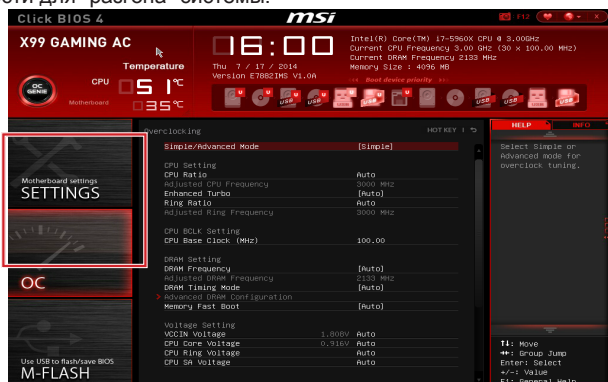 сти для разгона системы.
Click BIOS 4
msi
F12
X
X99 GAMING AC
16:00
Intel(R) Core(TM) i7-5960X CPU @ 3.00GHz
Current CPU Frequency 3.00 GHz (30 x 100.00 MHz)
Current DRAM Frequency 2133 MHz
Memory Size : 4096 MB
Temperature
Thu 7 / 17 / 2014
Version E7882IMS V1.0A
Boot device priority
OC GENIE
CPU 51°C
Motherboard 35°C
USB USB USB USB USB
Overclocking
HOT KEY
HELP
INFO
Simple/Advanced Mode [Simple]
CPU Setting
CPU Ratio Auto
Adjusted CPU Frequency 3000 MHz
Enhanced Turbo [Auto]
Ring Ratio Auto
Adjusted Ring Frequency 3000 MHz
CPU BCLK Setting
CPU Base Clock (MHz) 100.00
DRAM Setting
DRAM Frequency [Auto]
Adjusted DRAM Frequency 2133 MHz
DRAM Timing Mode [Auto]
> Advanced DRAM Configuration
Memory Fast Boot [Auto]
Voltage Setting
VCCIN Voltage 1.808V Auto
CPU Core Voltage 0.916V Auto
CPU Ring Voltage Auto
CPU SA Voltage Auto
Motherboard settings
SETTINGS
OC
Use USB to flash/save BIOS
M-FLASH
Select Simple or
Advanced mode for
overclock tuning.
↑↓: Move
→←: Group Jump
Enter: Select
+/-: Value
F1: General Help